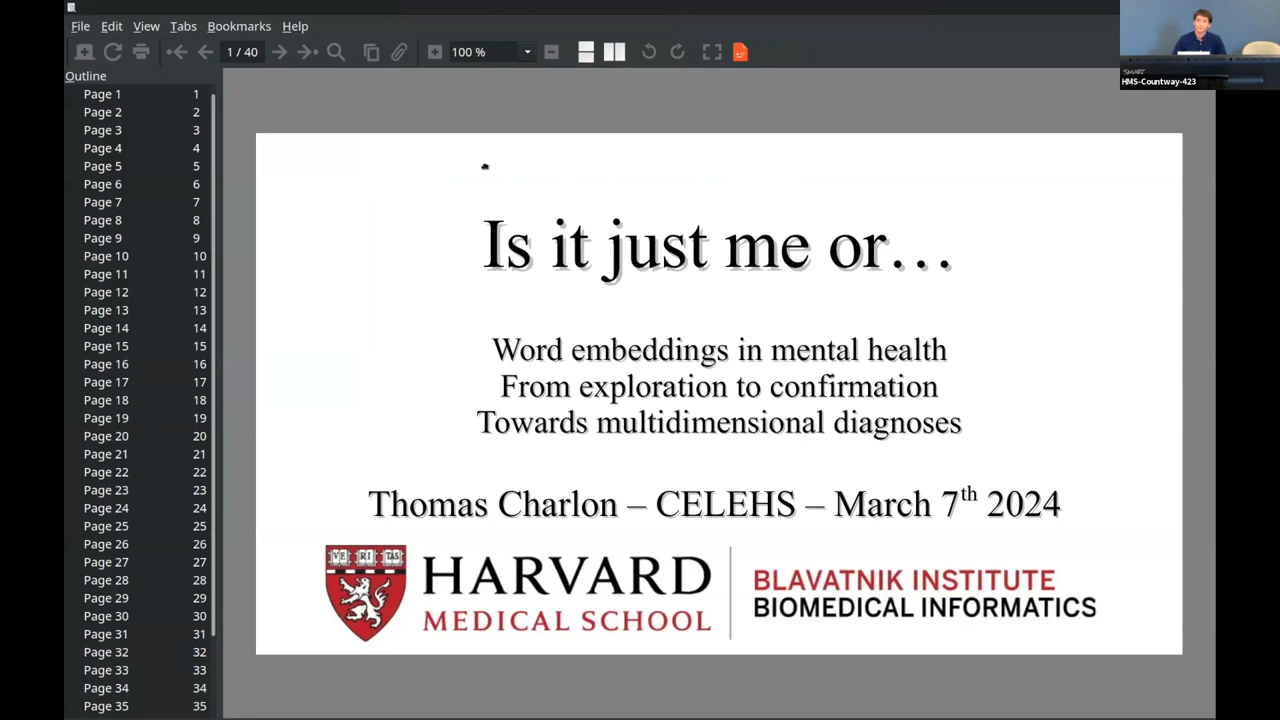 File Edit View Tabs Bookmarks Help
1 / 40
100 %
SMART
HMS-Countway-423
Outline
Page 1 1
Page 2 2
Page 3 3
Page 4 4
Page 5 5
Page 6 6
Page 7 7
Page 8 8
Page 9 9
Page 10 10
Page 11 11
Page 12 12
Page 13 13
Page 14 14
Page 15 15
Page 16 16
Page 17 17
Page 18 18
Page 19 19
Page 20 20
Page 21 21
Page 22 22
Page 23 23
Page 24 24
Page 25 25
Page 26 26
Page 27 27
Page 28 28
Page 29 29
Page 30 30
Page 31 31
Page 32 32
Page 33 33
Page 34 34
Page 35 35
Is it just me or…
Word embeddings in mental health
From exploration to confirmation
Towards multidimensional diagnoses
Thomas Charlon – CELEHS – March 7th 2024
VE RI TAS
HARVARD
MEDICAL SCHOOL
BLAVATNIK INSTITUTE
BIOMEDICAL INFORMATICS